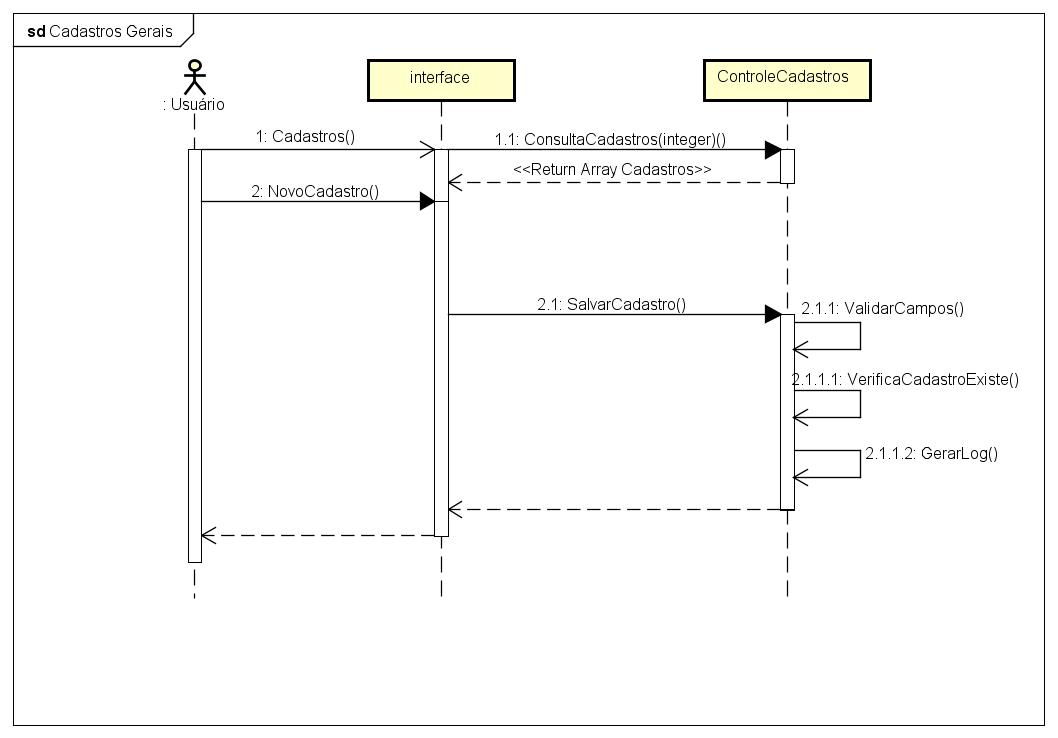 sd Cadastros Gerais
: Usuário
interface
ControleCadastros
1: Cadastros()
1.1: ConsultaCadastros(integer)()
<<Return Array Cadastros>>
2: NovoCadastro()
2.1: SalvarCadastro()
2.1.1: ValidarCampos()
2.1.1.1: VerificaCadastroExiste()
2.1.1.2: GerarLog()